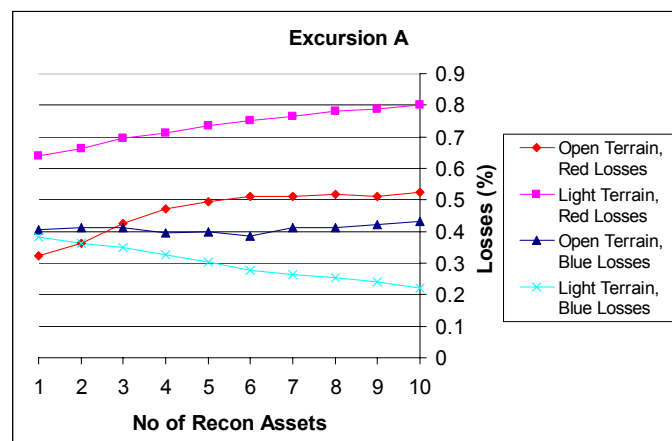 Excursion A
0.9
0.8
0.7
0.6
0.5
0.4
0.3
0.2
0.1
0
Losses (%)
1 2 3 4 5 6 7 8 9 10
No of Recon Assets
Open Terrain,
Red Losses
Light Terrain,
Red Losses
Open Terrain,
Blue Losses
Light Terrain,
Blue Losses